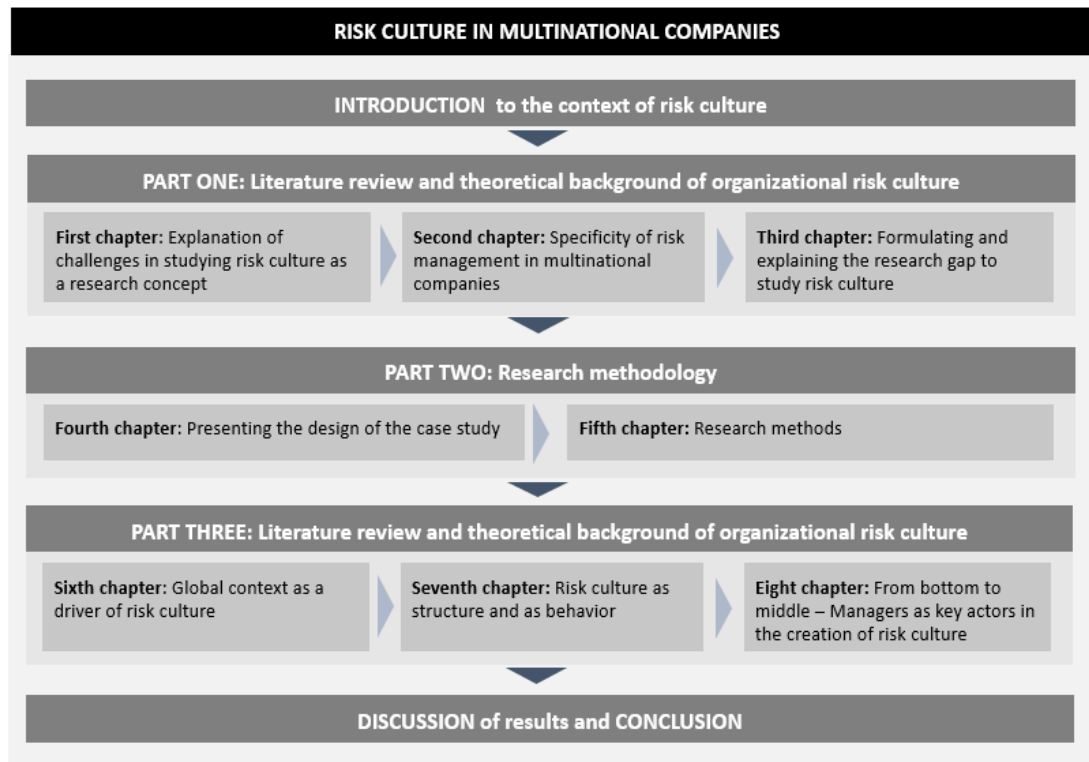 RISK CULTURE IN MULTINATIONAL COMPANIES
INTRODUCTION to the context of risk culture
PART ONE: Literature review and theoretical background of organizational risk culture
First chapter: Explanation of
challenges in studying risk culture as
a research concept
Second chapter: Specificity of risk
management in multinational
companies
Third chapter: Formulating and
explaining the research gap to
study risk culture
PART TWO: Research methodology
Fourth chapter: Presenting the design of the case study
Fifth chapter: Research methods
PART THREE: Literature review and theoretical background of organizational risk culture
Sixth chapter: Global context as a
driver of risk culture
Seventh chapter: Risk culture as
structure and as behavior
Eight chapter: From bottom to
middle – Managers as key actors in
the creation of risk culture
DISCUSSION of results and CONCLUSION